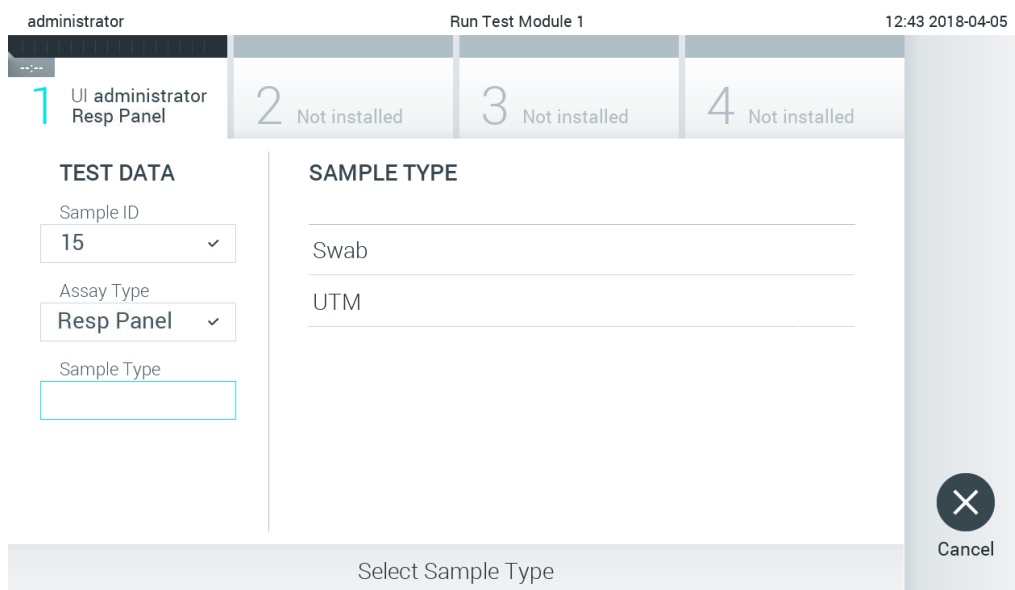 administrator
Run Test Module 1
12:43 2018-04-05
--:--
1 UI administrator
Resp Panel
2 Not installed
3 Not installed
4 Not installed
TEST DATA
Sample ID
15
Assay Type
Resp Panel
Sample Type
SAMPLE TYPE
Swab
UTM
Cancel
Select Sample Type